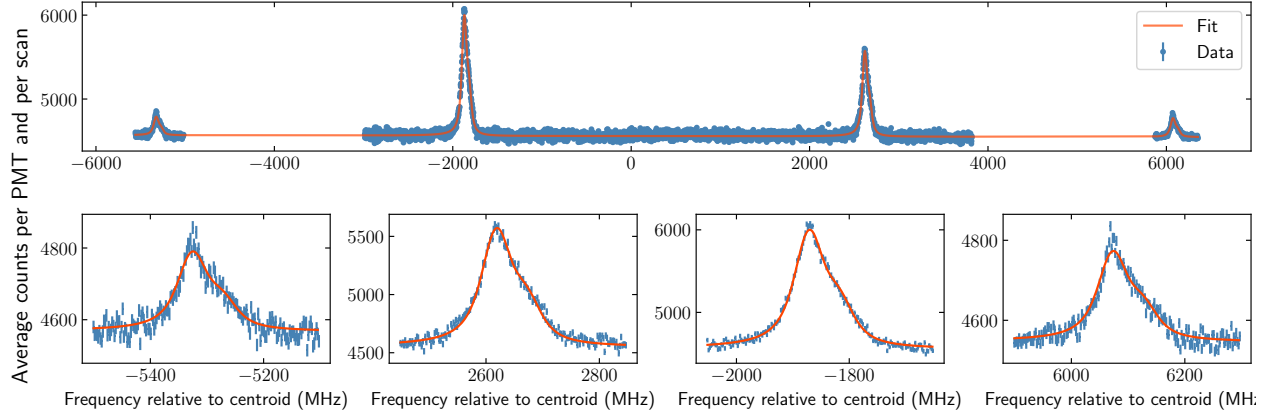 Average counts per PMT and per scan
6000
5000
Fit
Data
−6000 −4000 −2000 0 2000 4000 6000
4800
4600
−5400 −5200
Frequency relative to centroid (MHz)
5500
5000
4500
2600 2800
Frequency relative to centroid (MHz)
6000
5000
−2000 −1800
Frequency relative to centroid (MHz)
4800
4600
6000 6200
Frequency relative to centroid (MHz